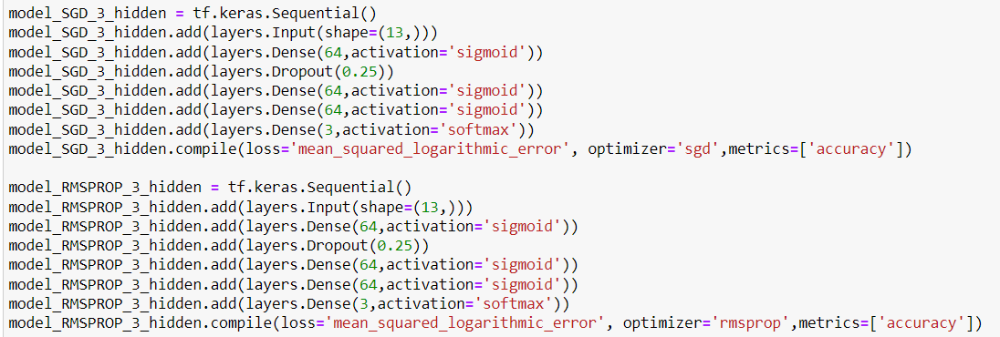 model_SGD_3_hidden = tf.keras.Sequential()
model_SGD_3_hidden.add(layers.Input(shape=(13,)))
model_SGD_3_hidden.add(layers.Dense(64,activation='sigmoid'))
model_SGD_3_hidden.add(layers.Dropout(0.25))
model_SGD_3_hidden.add(layers.Dense(64,activation='sigmoid'))
model_SGD_3_hidden.add(layers.Dense(64,activation='sigmoid'))
model_SGD_3_hidden.add(layers.Dense(3,activation='softmax'))
model_SGD_3_hidden.compile(loss='mean_squared_logarithmic_error', optimizer='sgd',metrics=['accuracy'])

model_RMSPROP_3_hidden = tf.keras.Sequential()
model_RMSPROP_3_hidden.add(layers.Input(shape=(13,)))
model_RMSPROP_3_hidden.add(layers.Dense(64,activation='sigmoid'))
model_RMSPROP_3_hidden.add(layers.Dropout(0.25))
model_RMSPROP_3_hidden.add(layers.Dense(64,activation='sigmoid'))
model_RMSPROP_3_hidden.add(layers.Dense(64,activation='sigmoid'))
model_RMSPROP_3_hidden.add(layers.Dense(3,activation='softmax'))
model_RMSPROP_3_hidden.compile(loss='mean_squared_logarithmic_error', optimizer='rmsprop',metrics=['accuracy'])